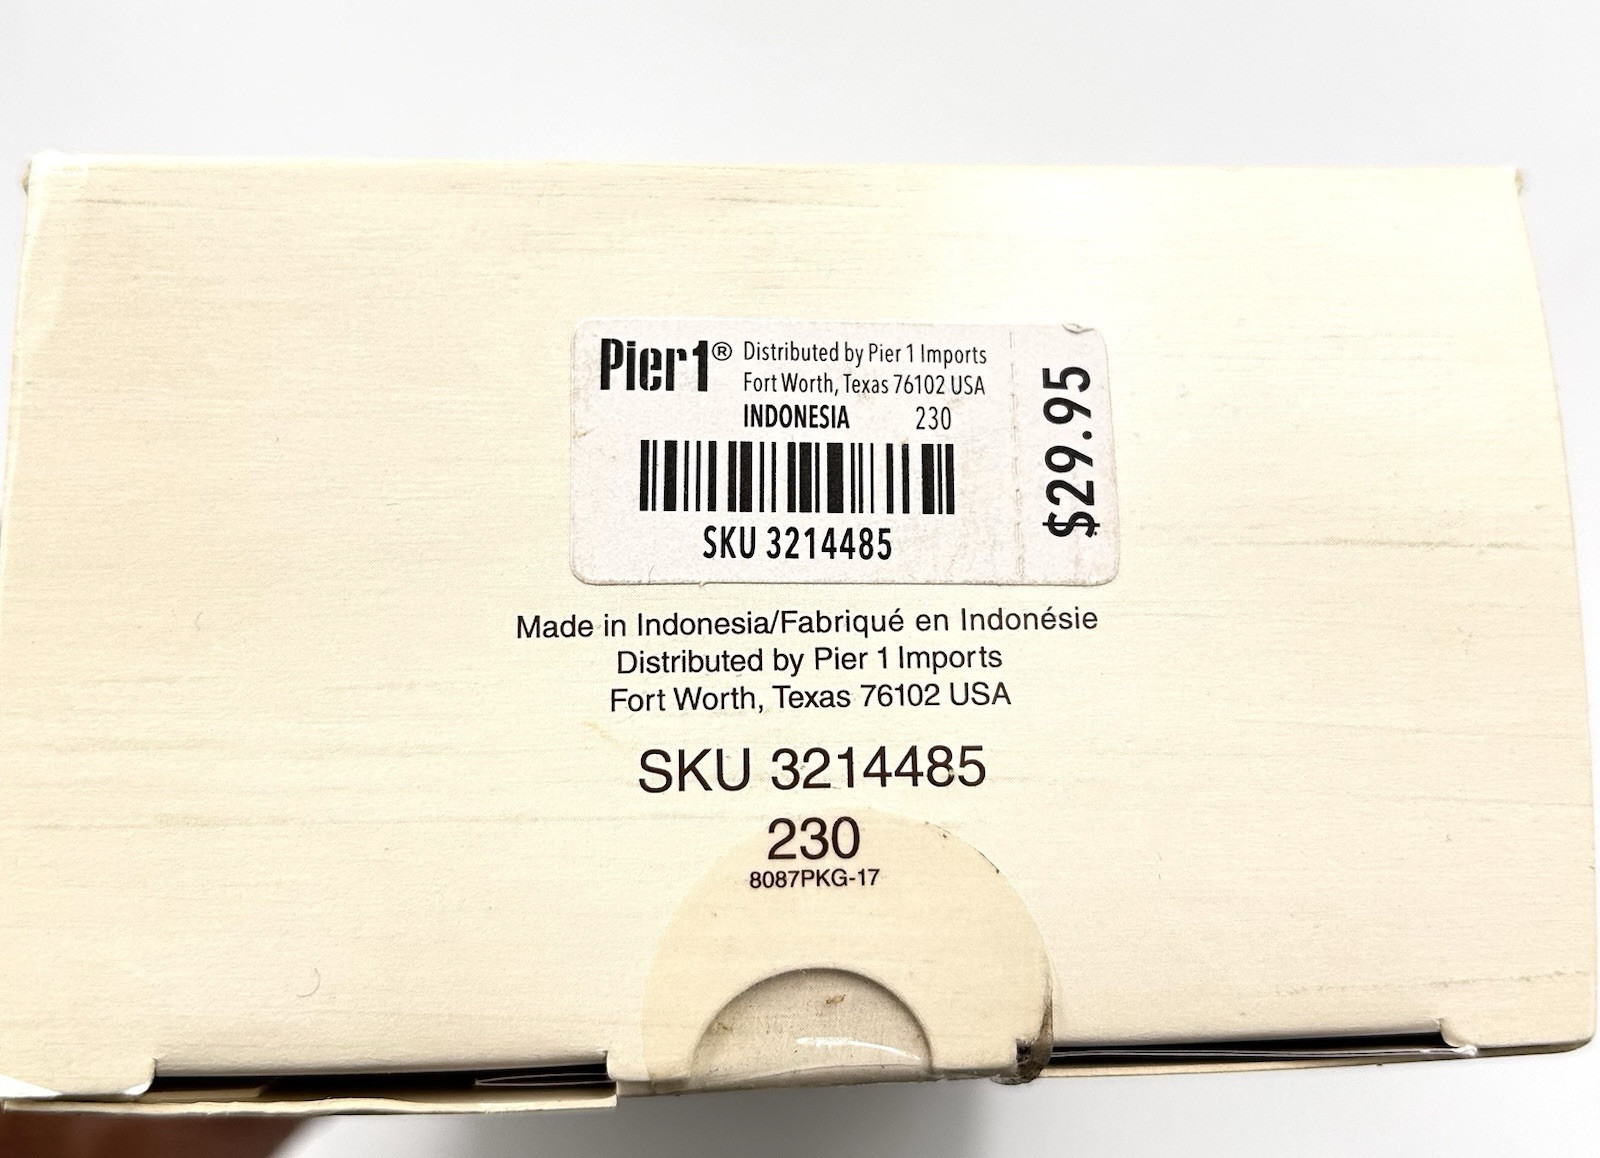 Pier1® Distributed by Pier 1 Imports
Fort Worth, Texas 76102 USA
INDONESIA 230
SKU 3214485
$29.95
Made in Indonesia/Fabriqué en Indonésie
Distributed by Pier 1 Imports
Fort Worth, Texas 76102 USA
SKU 3214485
230
8087PKG-17